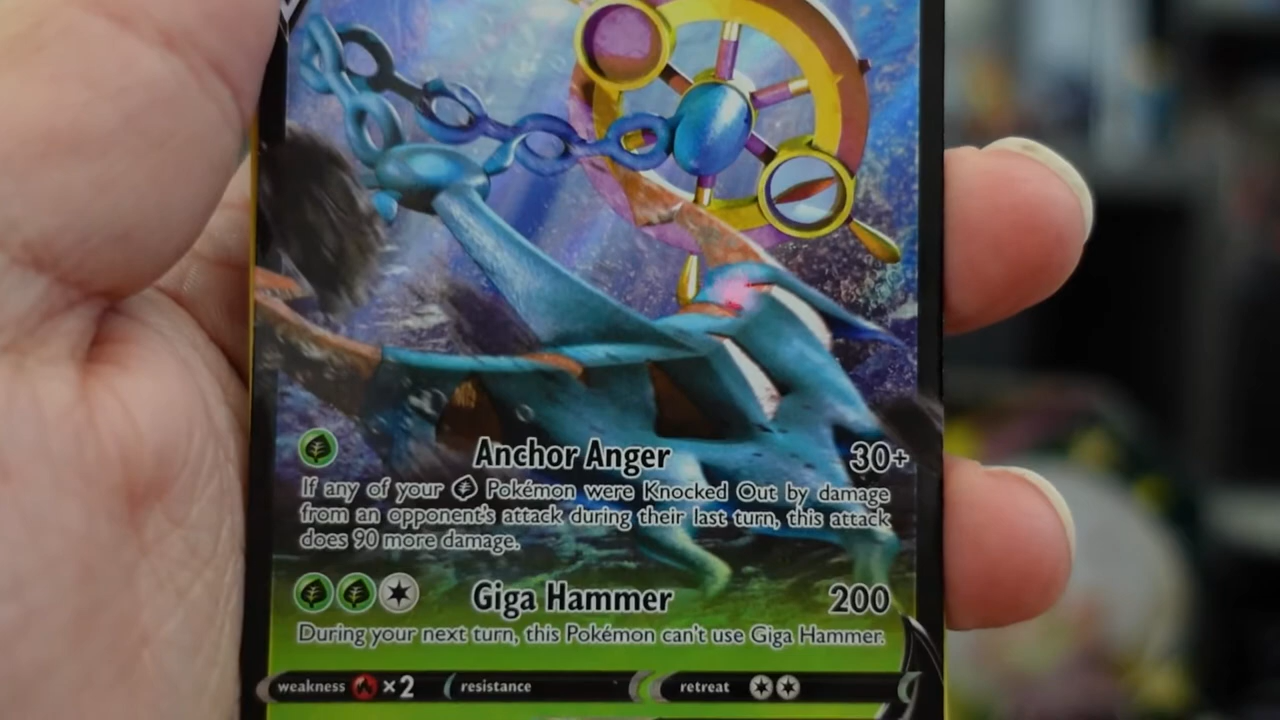 Anchor Anger 30+
If any of your Pokémon were Knocked Out by damage
from an opponent's attack during their last turn, this attack
does 90 more damage.
Giga Hammer 200
During your next turn, this Pokémon can't use Giga Hammer.
weakness ×2 resistance retreat